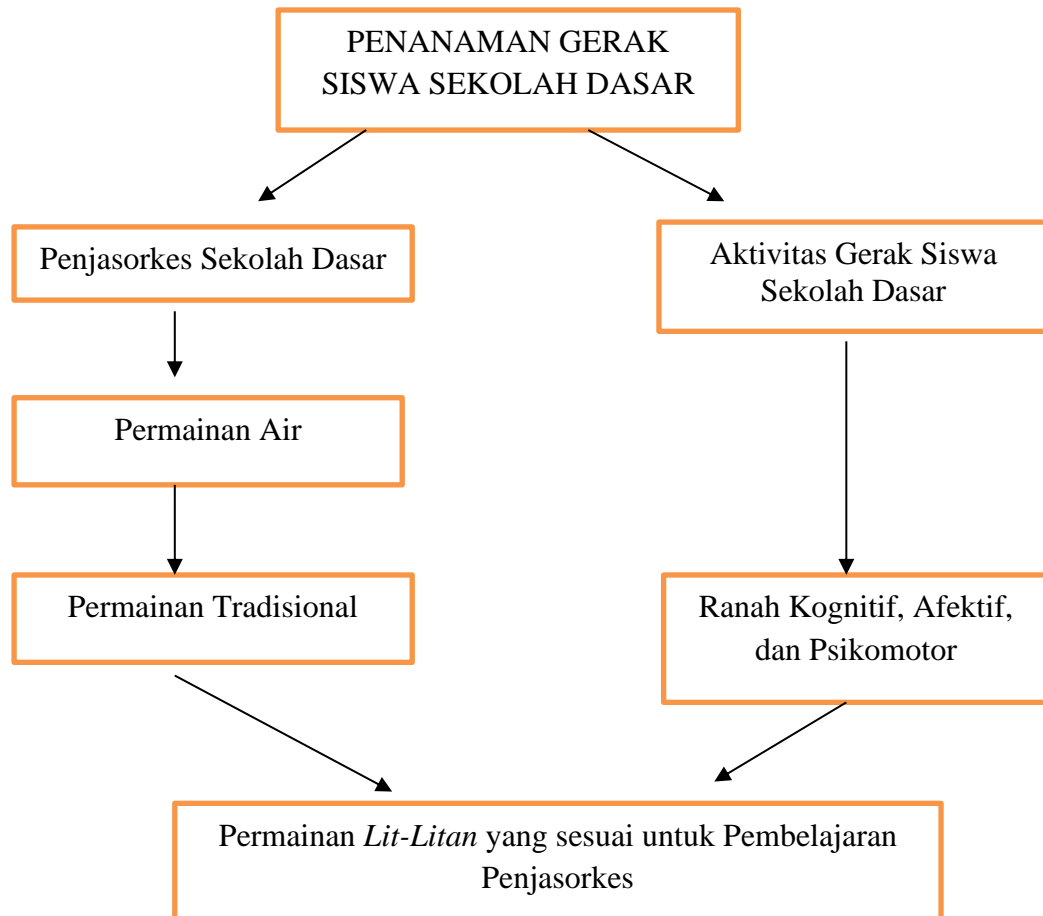 PENANAMAN GERAK
SISWA SEKOLAH DASAR
Penjasorkes Sekolah Dasar
Aktivitas Gerak Siswa
Sekolah Dasar
Permainan Air
Permainan Tradisional
Ranah Kognitif, Afektif,
dan Psikomotor
Permainan Lit-Litan yang sesuai untuk Pembelajaran
Penjasorkes